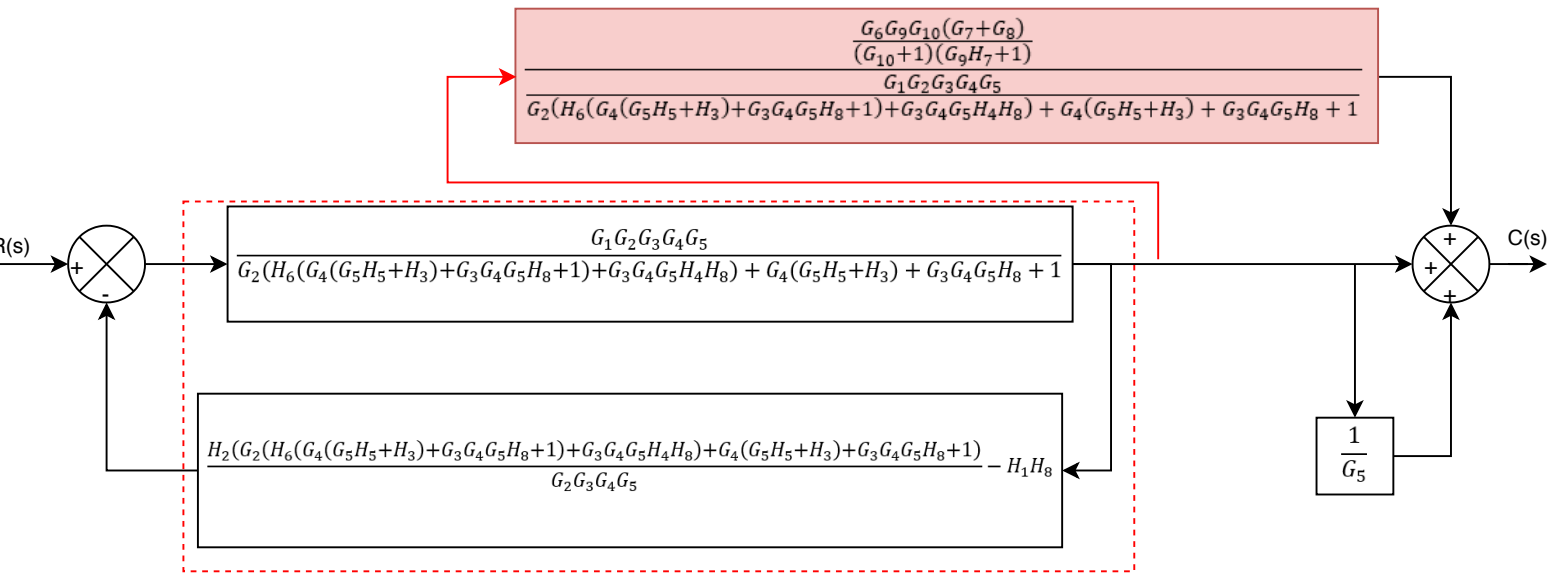 G₆G₉G₁₀(G₇+G₈)
(G₁₀+1)(G₉H₇+1)
G₁G₂G₃G₄G₅
G₂(H₆(G₄(G₅H₅+H₃)+G₃G₄G₅H₈+1)+G₃G₄G₅H₄H₈) + G₄(G₅H₅+H₃) + G₃G₄G₅H₈ + 1
R(s)
+
-
G₁G₂G₃G₄G₅
G₂(H₆(G₄(G₅H₅+H₃)+G₃G₄G₅H₈+1)+G₃G₄G₅H₄H₈) + G₄(G₅H₅+H₃) + G₃G₄G₅H₈ + 1
+
+
+
C(s)
H₂(G₂(H₆(G₄(G₅H₅+H₃)+G₃G₄G₅H₈+1)+G₃G₄G₅H₄H₈)+G₄(G₅H₅+H₃)+G₃G₄G₅H₈+1)
G₂G₃G₄G₅
− H₁H₈
1
G₅